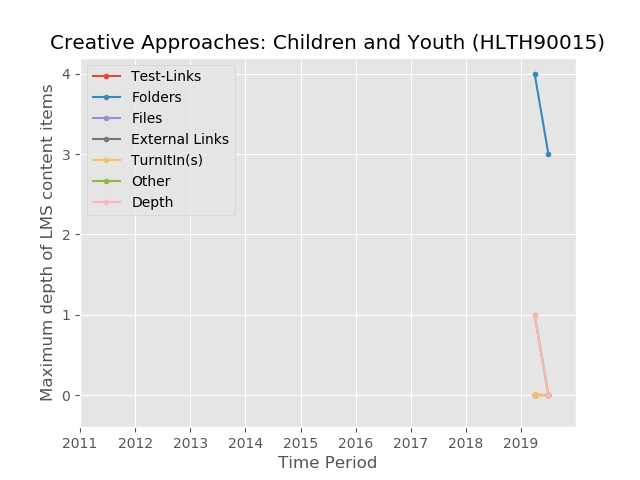 Creative Approaches: Children and Youth (HLTH90015)
Test-Links
Folders
Files
External Links
TurnItIn(s)
Other
Depth
Maximum depth of LMS content items
4
3
2
1
0
2011 2012 2013 2014 2015 2016 2017 2018 2019
Time Period